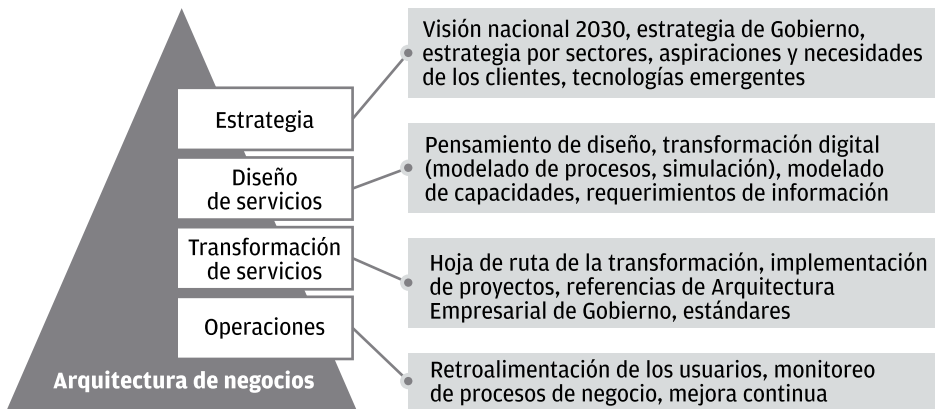 Estrategia
Visión nacional 2030, estrategia de Gobierno,
estrategia por sectores, aspiraciones y necesidades
de los clientes, tecnologías emergentes
Diseño
de servicios
Pensamiento de diseño, transformación digital
(modelado de procesos, simulación), modelado
de capacidades, requerimientos de información
Transformación
de servicios
Hoja de ruta de la transformación, implementación
de proyectos, referencias de Arquitectura
Empresarial de Gobierno, estándares
Operaciones
Retroalimentación de los usuarios, monitoreo
de procesos de negocio, mejora continua
Arquitectura de negocios